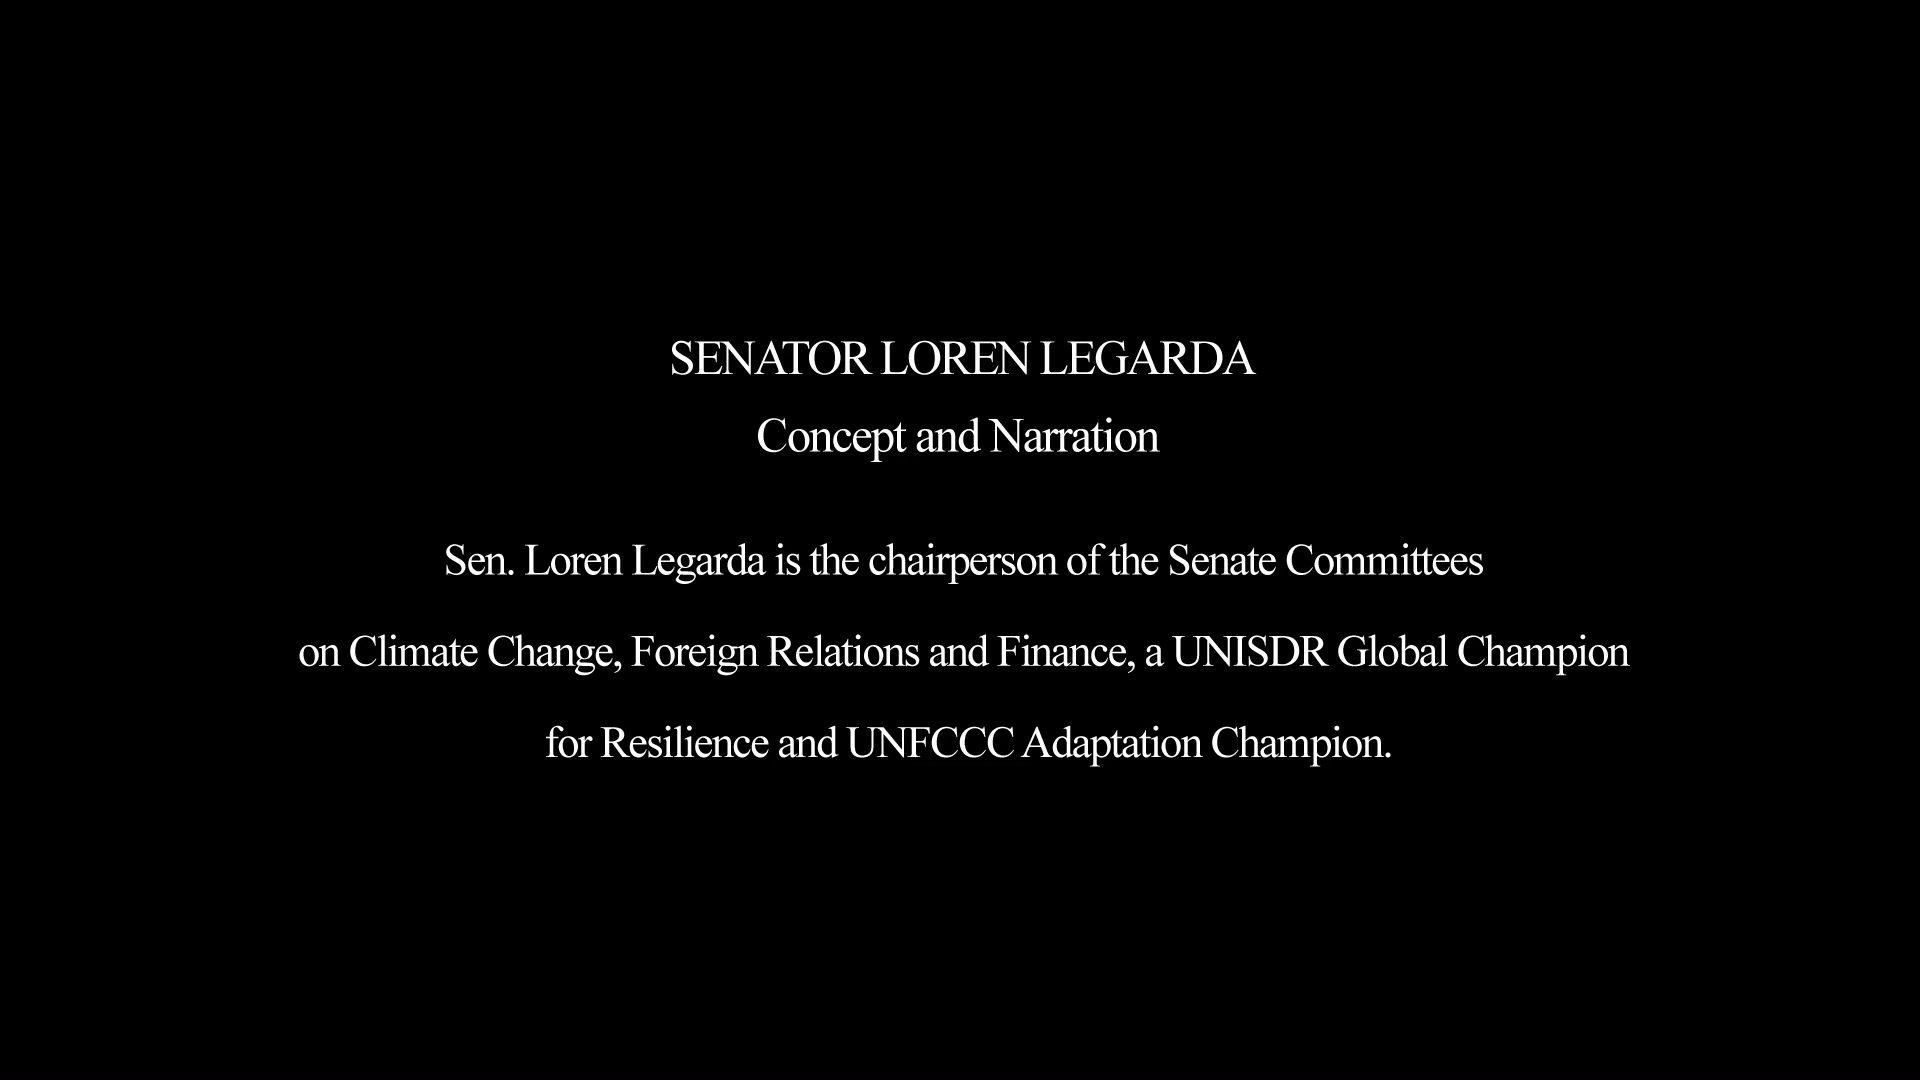 SENATOR LOREN LEGARDA
Concept and Narration
Sen. Loren Legarda is the chairperson of the Senate Committees
on Climate Change, Foreign Relations and Finance, a UNISDR Global Champion
for Resilience and UNFCCC Adaptation Champion.